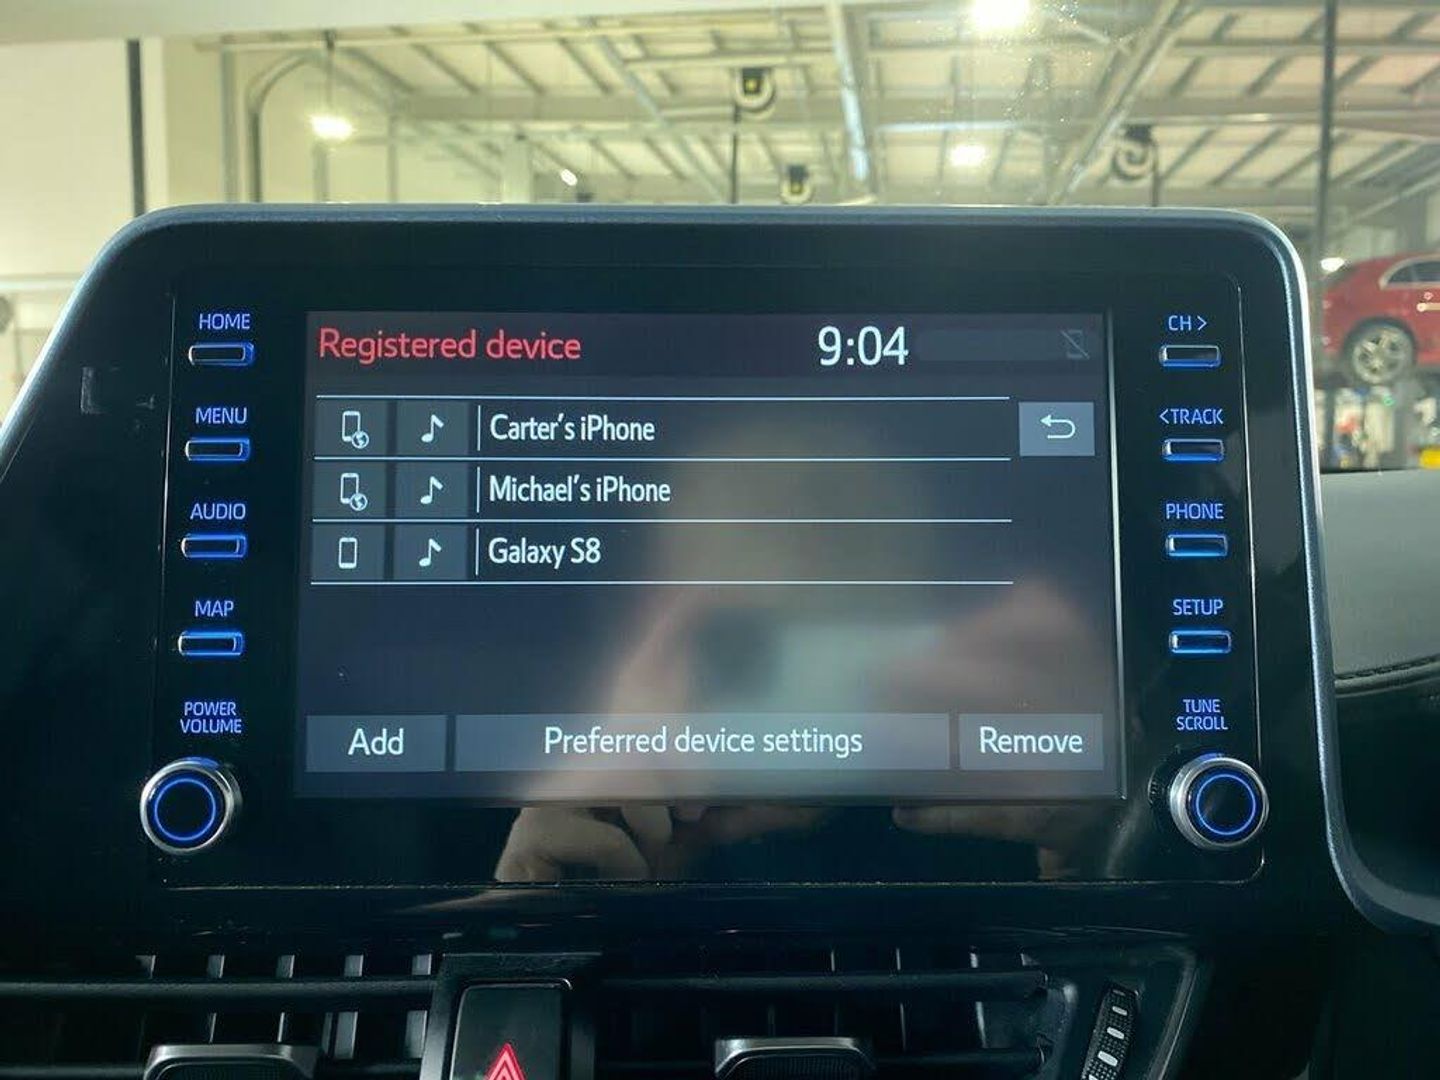 HOME
MENU
AUDIO
MAP
POWER
VOLUME
Registered device
9:04
Carter's iPhone
Michael's iPhone
Galaxy S8
Add
Preferred device settings
Remove
CH >
<TRACK
PHONE
SETUP
TUNE
SCROLL